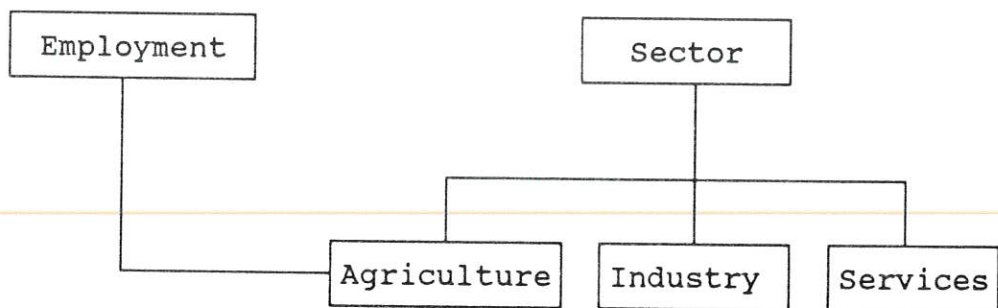 Employment
Sector
Agriculture
Industry
Services